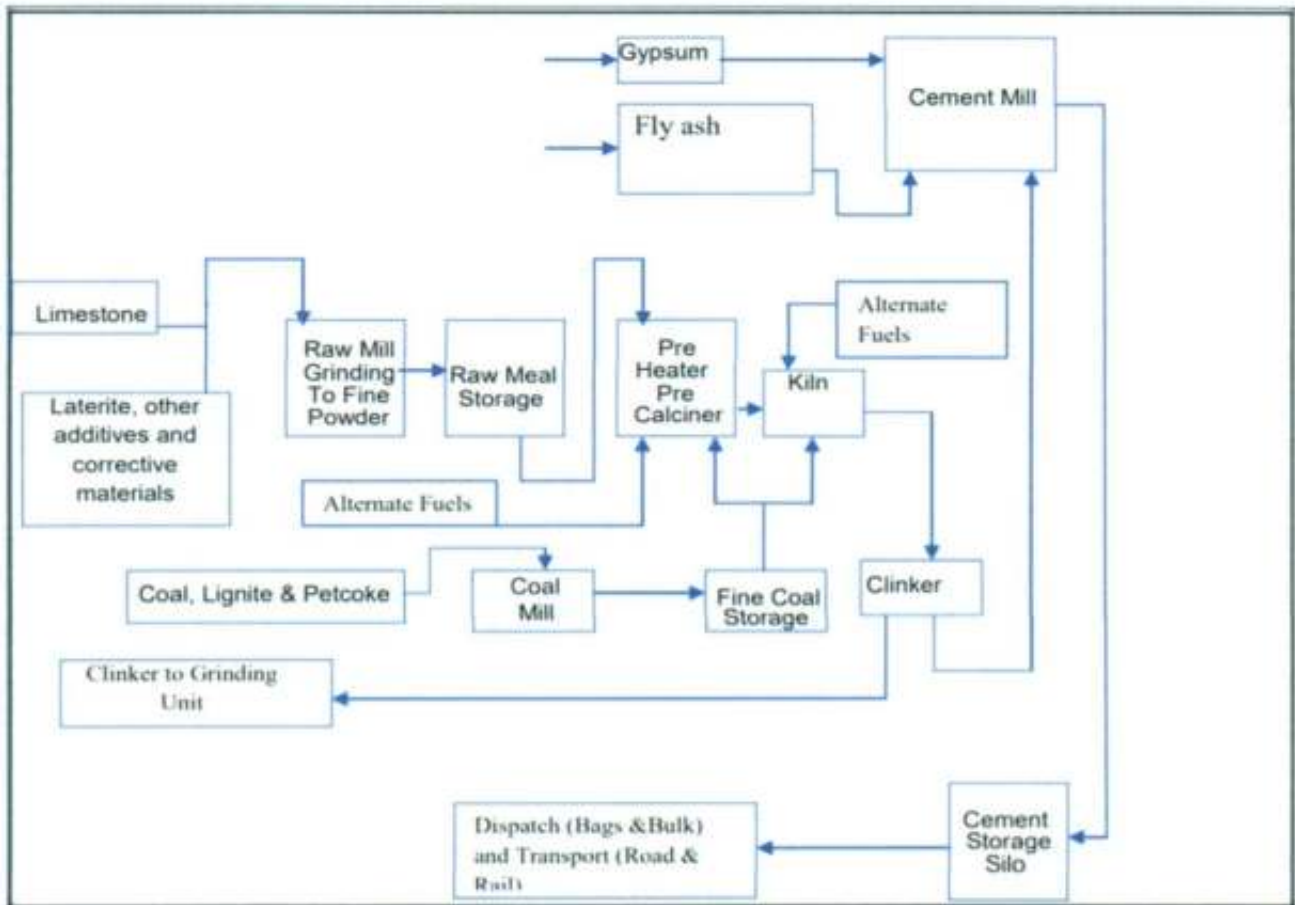 Gypsum
Cement Mill
Fly ash
Limestone
Raw Mill
Grinding
To Fine
Powder
Raw Meal
Storage
Pre
Heater
Pre
Calciner
Alternate
Fuels
Kiln
Laterite, other
additives and
corrective
materials
Alternate Fuels
Coal, Lignite & Petcoke
Coal
Mill
Fine Coal
Storage
Clinker
Clinker to Grinding
Unit
Dispatch (Bags &Bulk)
and Transport (Road &
Rail)
Cement
Storage
Silo